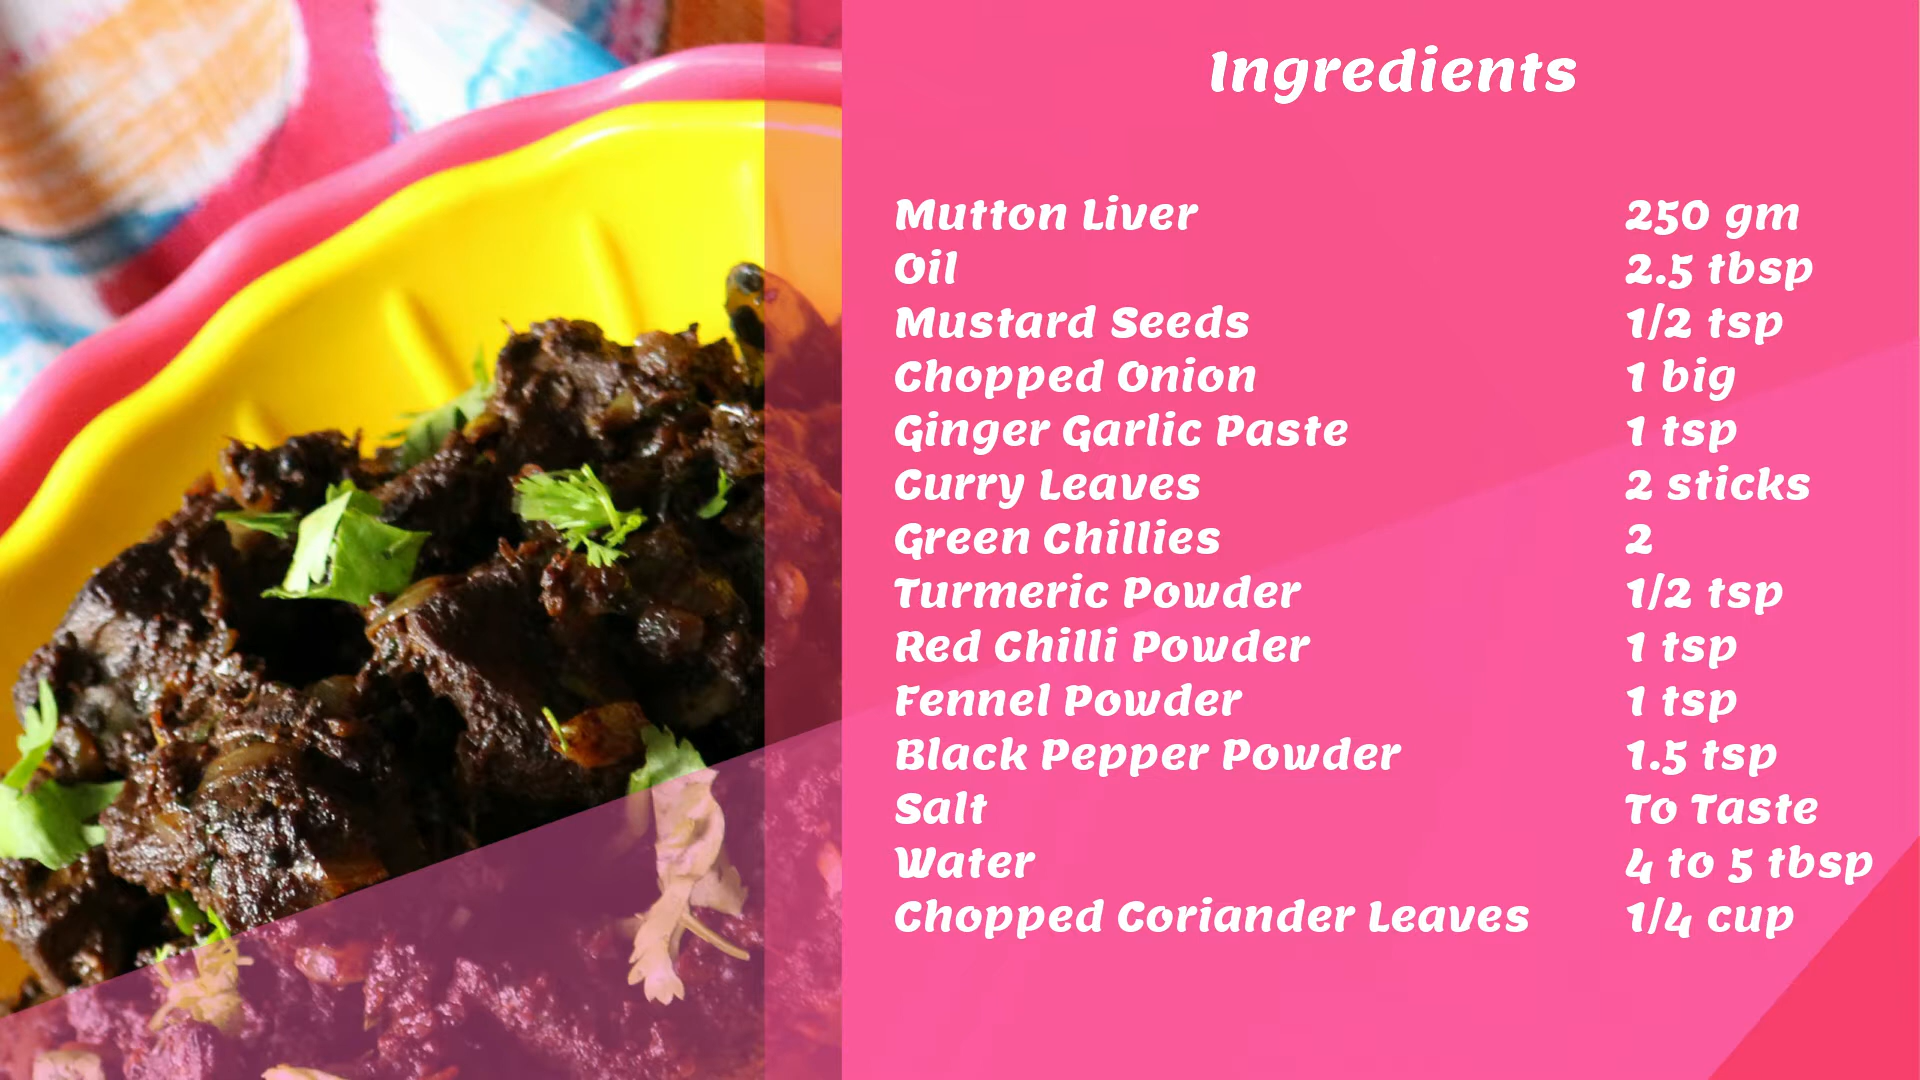 Ingredients
Mutton Liver 250 gm
Oil 2.5 tbsp
Mustard Seeds 1/2 tsp
Chopped Onion 1 big
Ginger Garlic Paste 1 tsp
Curry Leaves 2 sticks
Green Chillies 2
Turmeric Powder 1/2 tsp
Red Chilli Powder 1 tsp
Fennel Powder 1 tsp
Black Pepper Powder 1.5 tsp
Salt To Taste
Water 4 to 5 tbsp
Chopped Coriander Leaves 1/4 cup